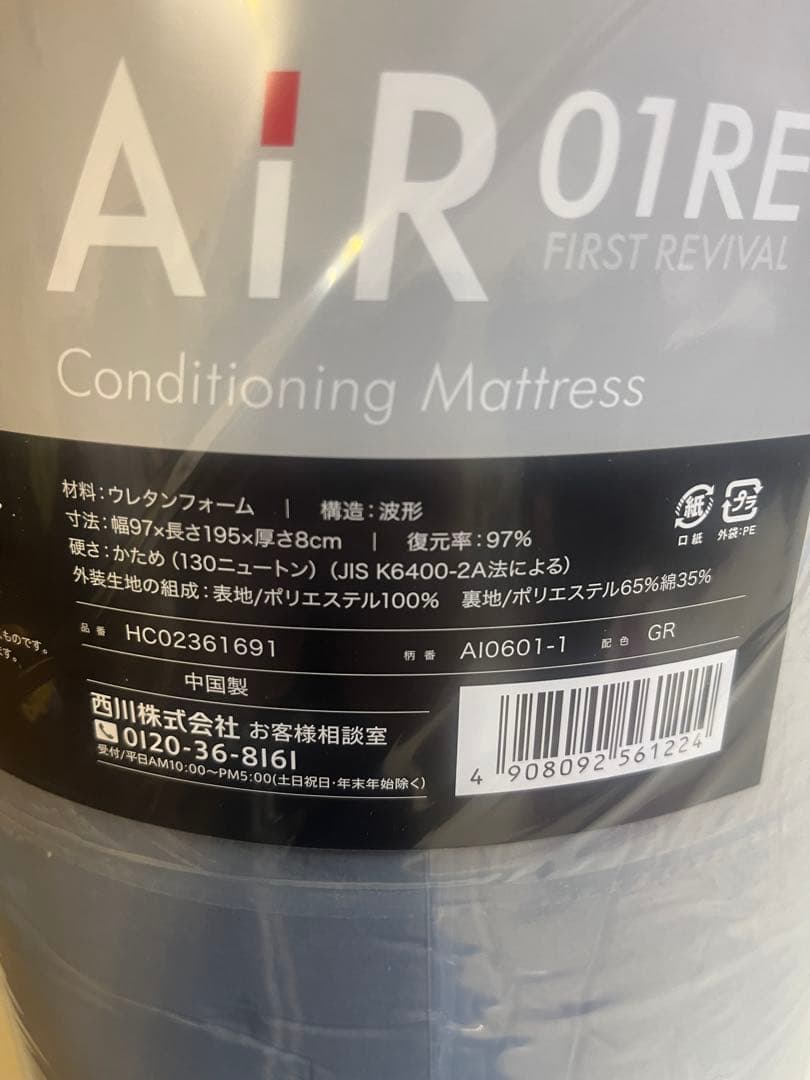 AiR 01RE
FIRST REVIVAL
Conditioning Mattress
材料：ウレタンフォーム | 構造：波形
寸法：幅97×長さ195×厚さ8cm | 復元率：97%
硬さ：かため（130ニュートン）（JIS K6400-2A法による）
外装生地の組成：表地/ポリエステル100% 裏地/ポリエステル65%綿35%
紙 プラ
口紙 外袋：PE
ものです。
す。
品番 HC02361691 柄番 AI0601-1 配色 GR
中国製
西川株式会社 お客様相談室
0120-36-8161
受付/平日AM10:00〜PM5:00(土日祝日・年末年始除く)
4 908092 561224